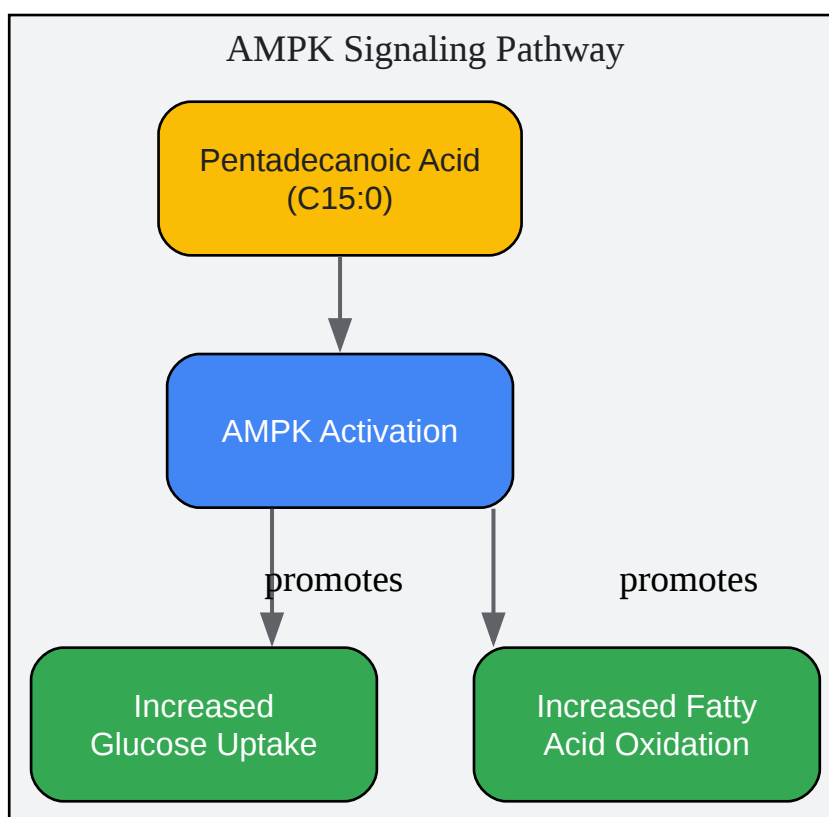 AMPK Signaling Pathway
Pentadecanoic Acid
(C15:0)
AMPK Activation
promotes
promotes
Increased
Glucose Uptake
Increased Fatty
Acid Oxidation